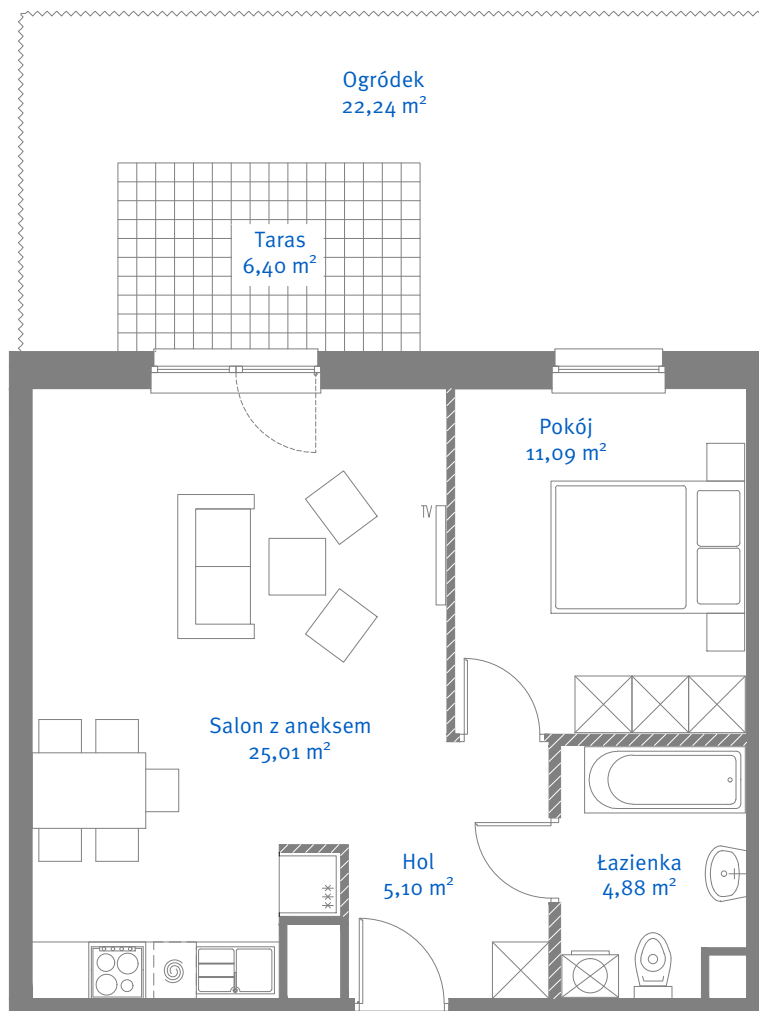 Ogródek
22,24 m²
Taras
6,40 m²
Pokój
11,09 m²
TV
Salon z aneksem
25,01 m²
Hol
5,10 m²
Łazienka
4,88 m²